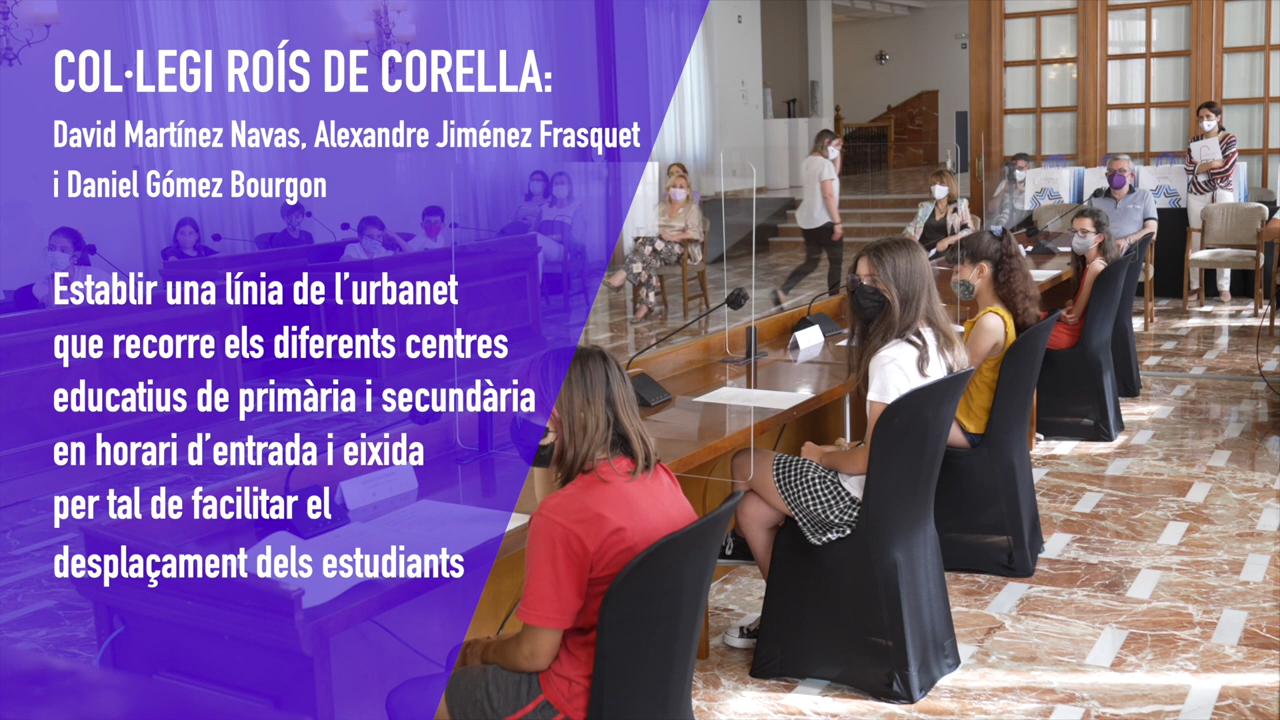 COL·LEGI ROÍS DE CORELLA:
David Martínez Navas, Alexandre Jiménez Frasquet
i Daniel Gómez Bourgon
Establir una línia de l’urbanet
que recorre els diferents centres
educatius de primària i secundària
en horari d’entrada i eixida
per tal de facilitar el
desplaçament dels estudiants